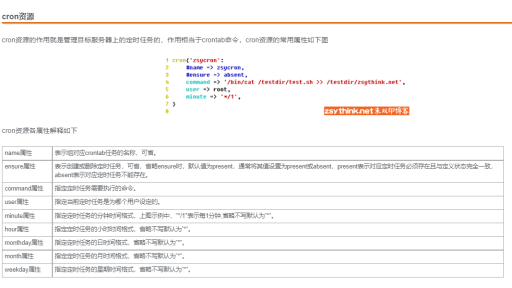 cron资源
cron资源的作用就是管理目标服务器上的定时任务的，作用相当于crontab命令，cron资源的常用属性如下图
1 cron{'zsycron':
2 #name => zsycron,
3 #ensure => absent,
4 command => '/bin/cat /testdir/test.sh >> /testdir/zsythink.net',
5 user => root,
6 minute => '*/1',
7 }
8
zsythink.net朱双印博客
cron资源各属性解释如下
name属性 表示组对应crontab任务的名称，可省。
ensure属性 表示创建或删除定时任务，可省，省略ensure时，默认值为present，通常将其值设置为present或absent，present表示对应定时任务必须存在且与定义状态完全一致，
absent表示对应定时任务不能存在。
command属性 指定定时任务需要执行的命令。
user属性 指定当前定时任务是为哪个用户设定的。
minute属性 指定定时任务的分钟时间格式，上图示例中，"*/1"表示每1分钟,省略不写默认为"*"。
hour属性 指定定时任务的小时时间格式，省略不写默认为"*"。
monthday属性 指定定时任务的日时间格式，省略不写默认为"*"。
month属性 指定定时任务的月时间格式，省略不写默认为"*"。
weekday属性 指定定时任务的星期时间格式，省略不写默认为"*"。